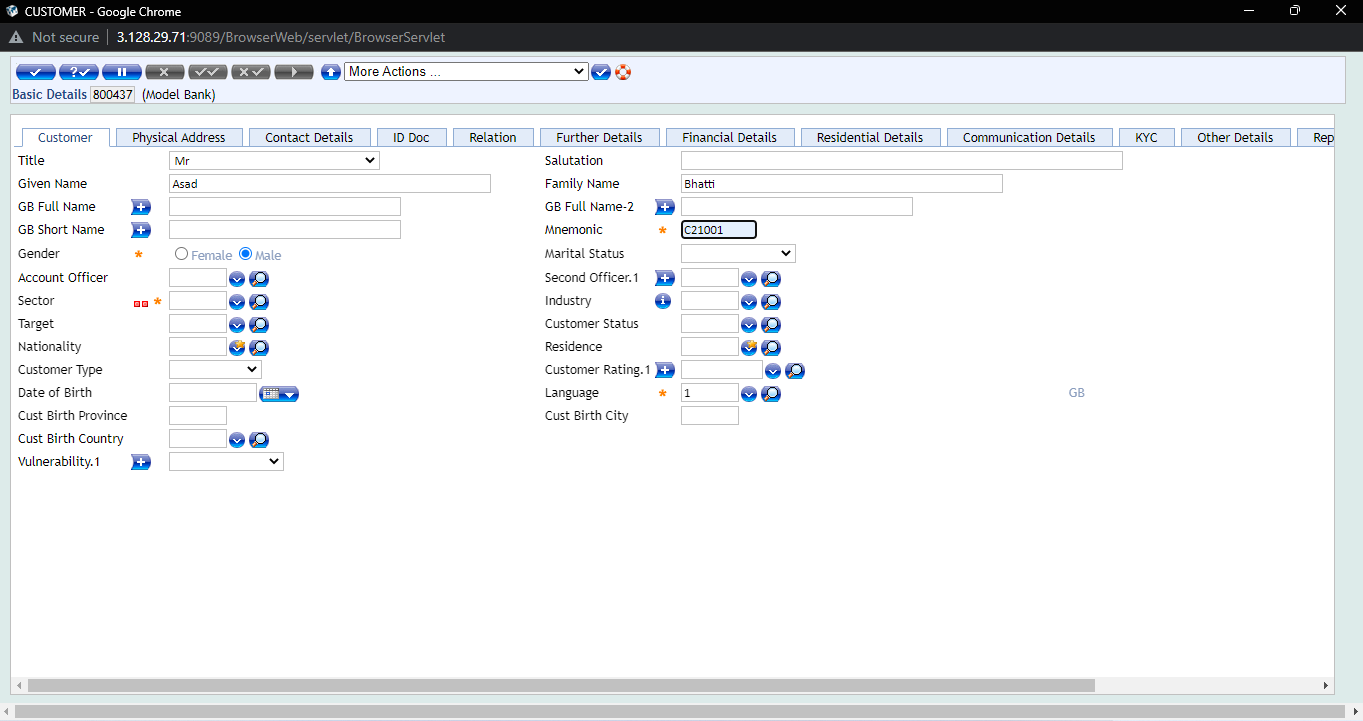 CUSTOMER - Google Chrome
Not secure 3.128.29.71:9089/BrowserWeb/servlet/BrowserServlet
More Actions ...
Basic Details 800437 (Model Bank)
Customer Physical Address Contact Details ID Doc Relation Further Details Financial Details Residential Details Communication Details KYC Other Details Rep
Title Mr Salutation
Given Name Asad Family Name Bhatti
GB Full Name GB Full Name-2
GB Short Name Mnemonic * C21001
Gender * Female Male Marital Status
Account Officer Second Officer.1
Sector * Industry
Target Customer Status
Nationality Residence
Customer Type Customer Rating.1
Date of Birth Language * 1 GB
Cust Birth Province Cust Birth City
Cust Birth Country
Vulnerability.1